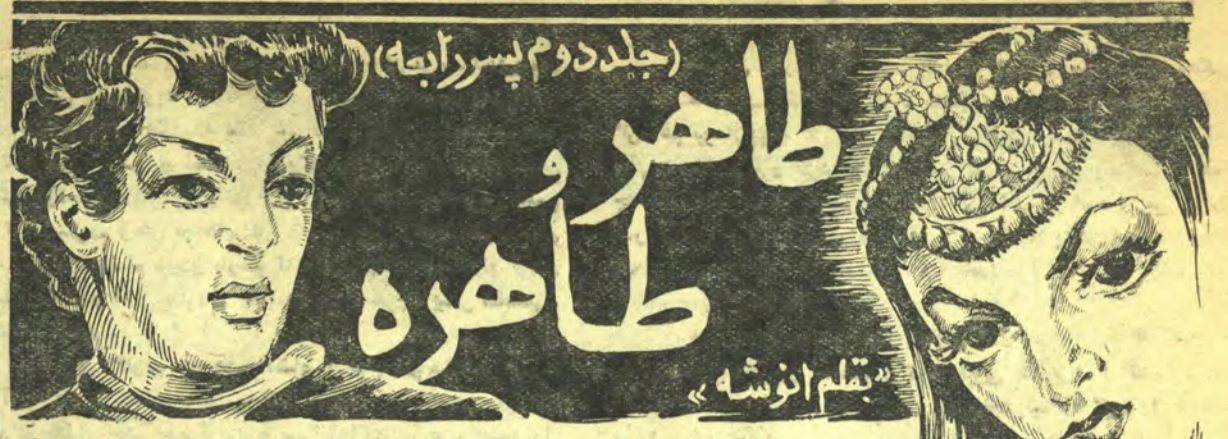 (جلد دوم پسر رابعه)
طاهر
و
طاهره
«بقلم انوشه»